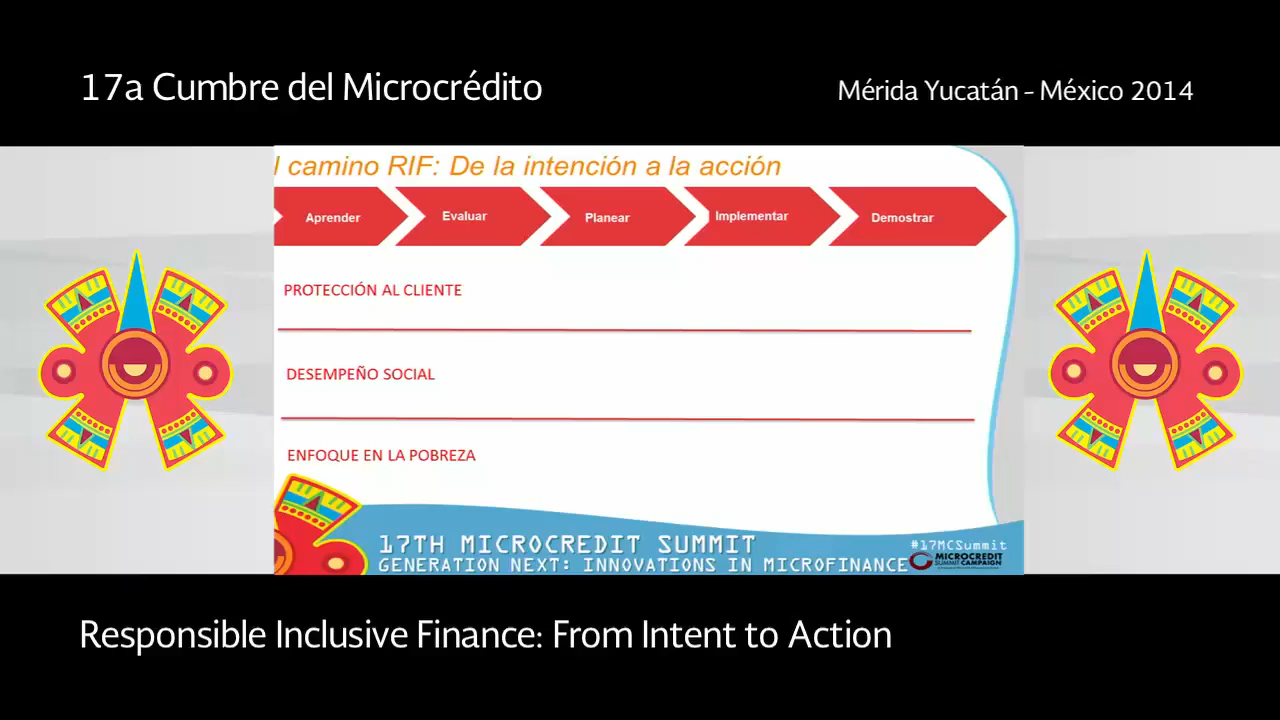 17a Cumbre del Microcrédito
Mérida Yucatán - México 2014
l camino RIF: De la intención a la acción
Aprender
Evaluar
Planear
Implementar
Demostrar
PROTECCIÓN AL CLIENTE
DESEMPEÑO SOCIAL
ENFOQUE EN LA POBREZA
17TH MICROCREDIT SUMMIT
GENERATION NEXT: INNOVATIONS IN MICROFINANCE
#17MCSummit
MICROCREDIT
SUMMIT CAMPAIGN
Responsible Inclusive Finance: From Intent to Action